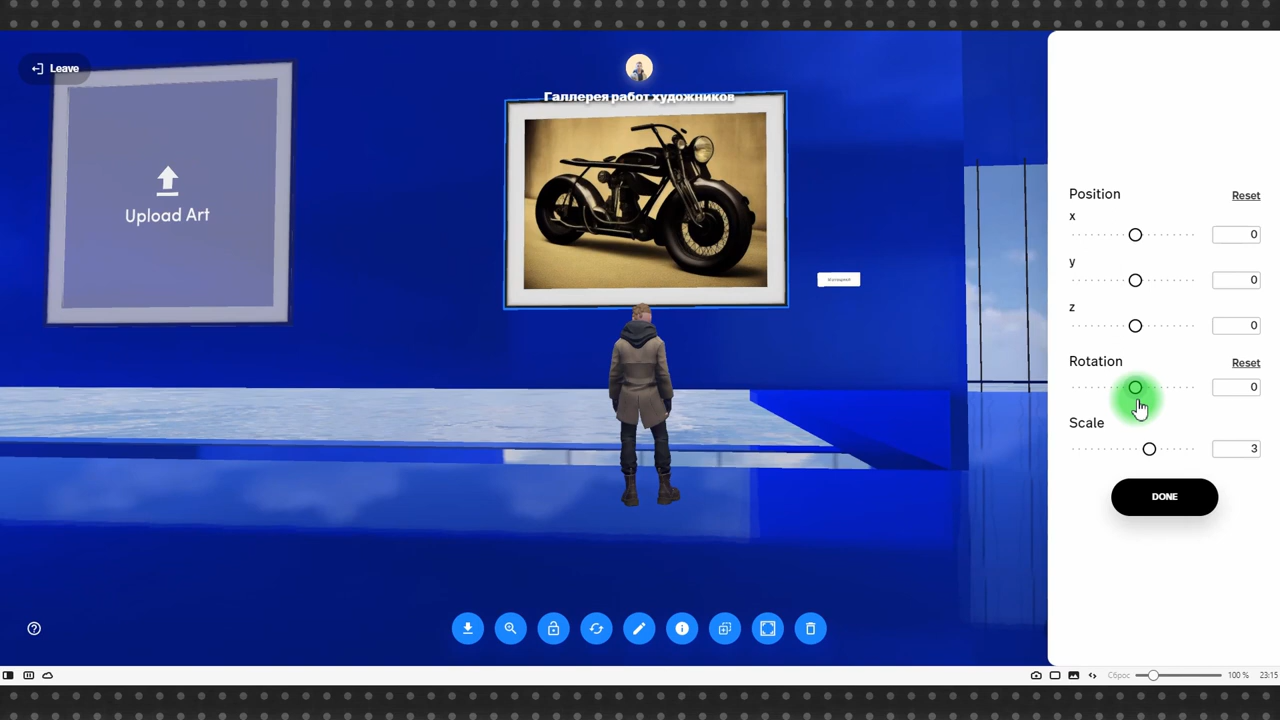 Leave
Галлерея работ художников
Upload Art
Position
Reset
x
0
y
0
z
0
Rotation
Reset
0
Scale
3
DONE
Сброс
100 %
23:15